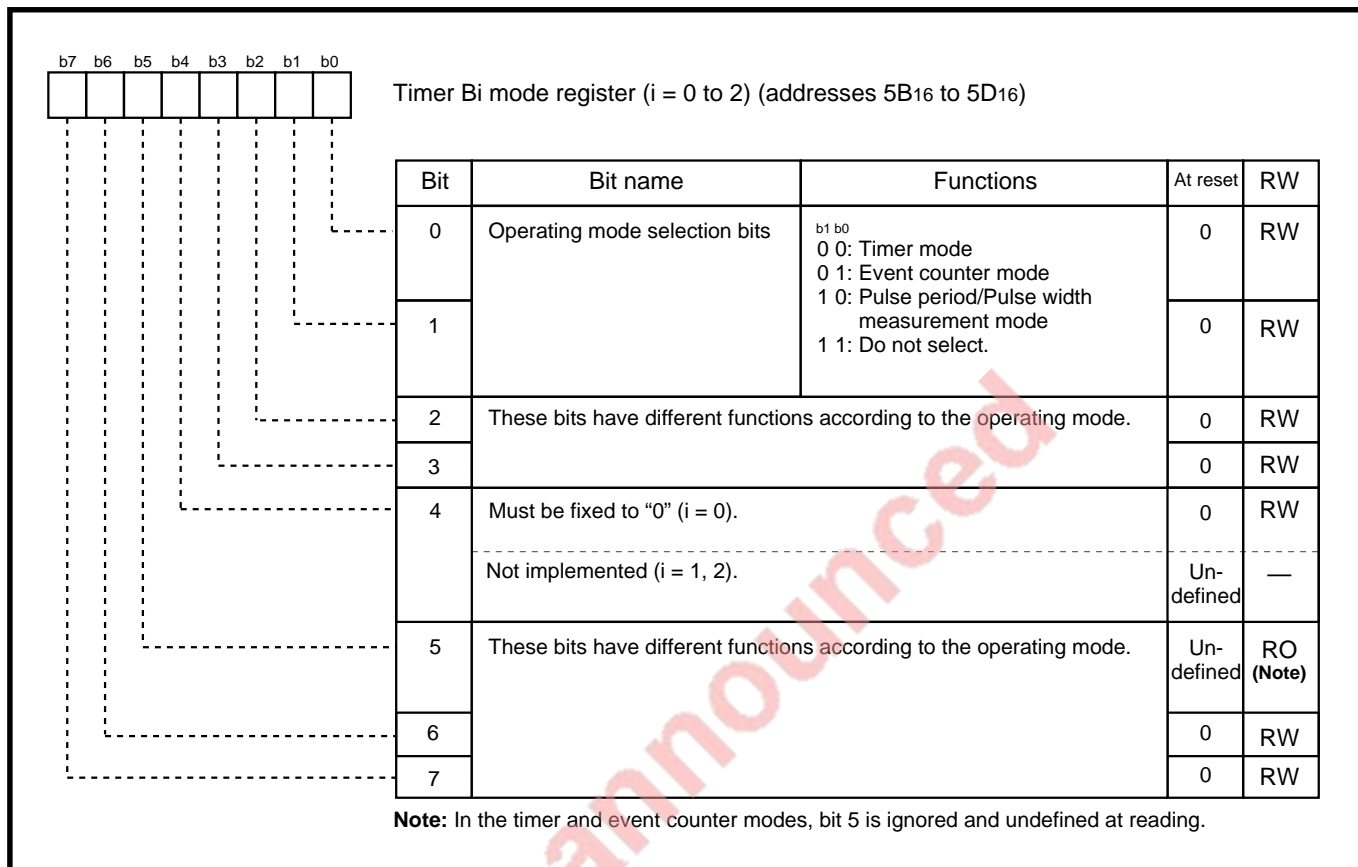 b7 b6 b5 b4 b3 b2 b1 b0
Timer Bi mode register (i = 0 to 2) (addresses 5B16 to 5D16)
Bit Bit name Functions At reset RW
0 Operating mode selection bits b1 b0 0 RW
0 0: Timer mode
0 1: Event counter mode
1 0: Pulse period/Pulse width
measurement mode
1 1: Do not select.
1 0 RW
2 These bits have different functions according to the operating mode. 0 RW
3 0 RW
4 Must be fixed to “0” (i = 0). 0 RW
Not implemented (i = 1, 2). Un-
defined —
5 These bits have different functions according to the operating mode. Un- RO
defined (Note)
6 0 RW
7 0 RW
Note: In the timer and event counter modes, bit 5 is ignored and undefined at reading.
announced